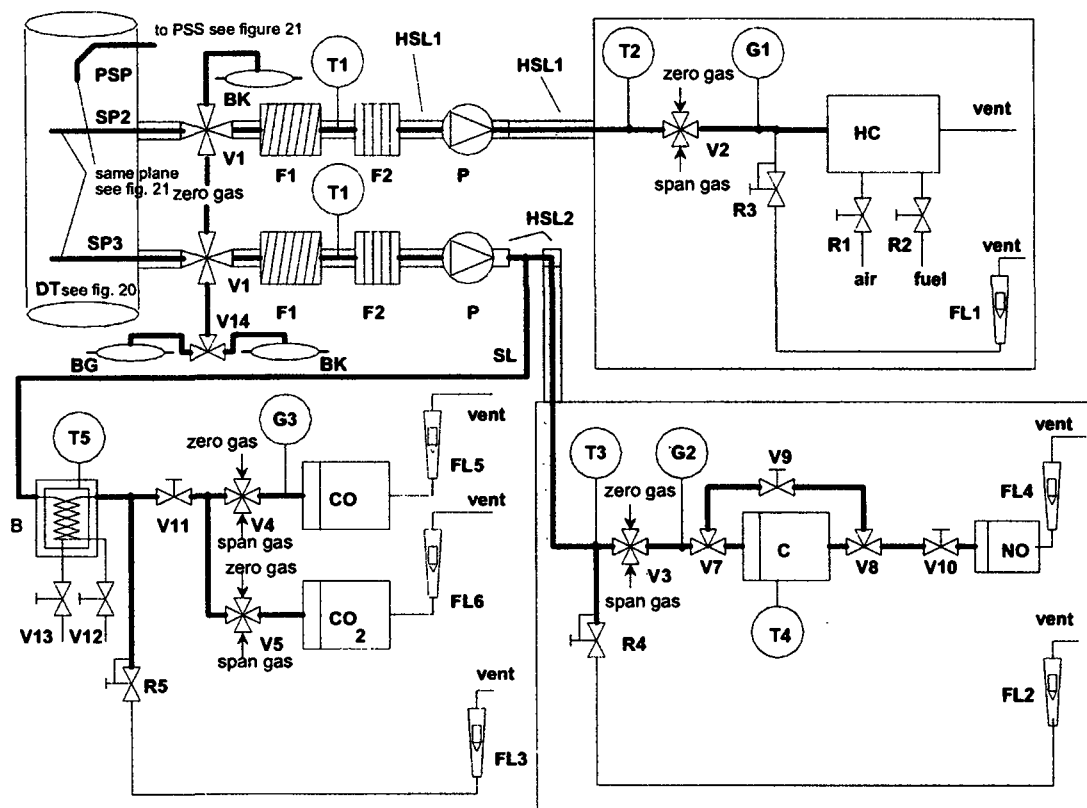 to PSS see figure 21
PSP
SP2
same plane
see fig. 21
SP3
DT see fig. 20
BK
V1
zero gas
V1
V14
BG
BK
T1
F1
F2
T1
F1
F2
HSL1
P
HSL1
HSL2
P
SL
T2
zero gas
V2
span gas
G1
HC
vent
R3
R1
air
R2
fuel
vent
FL1
T5
B
V13
V12
V11
R5
zero gas
V4
span gas
zero gas
V5
span gas
G3
CO
CO2
vent
FL5
vent
FL6
vent
FL3
T3
zero gas
V3
span gas
G2
V7
V9
C
T4
V8
V10
NO
vent
FL4
R4
vent
FL2